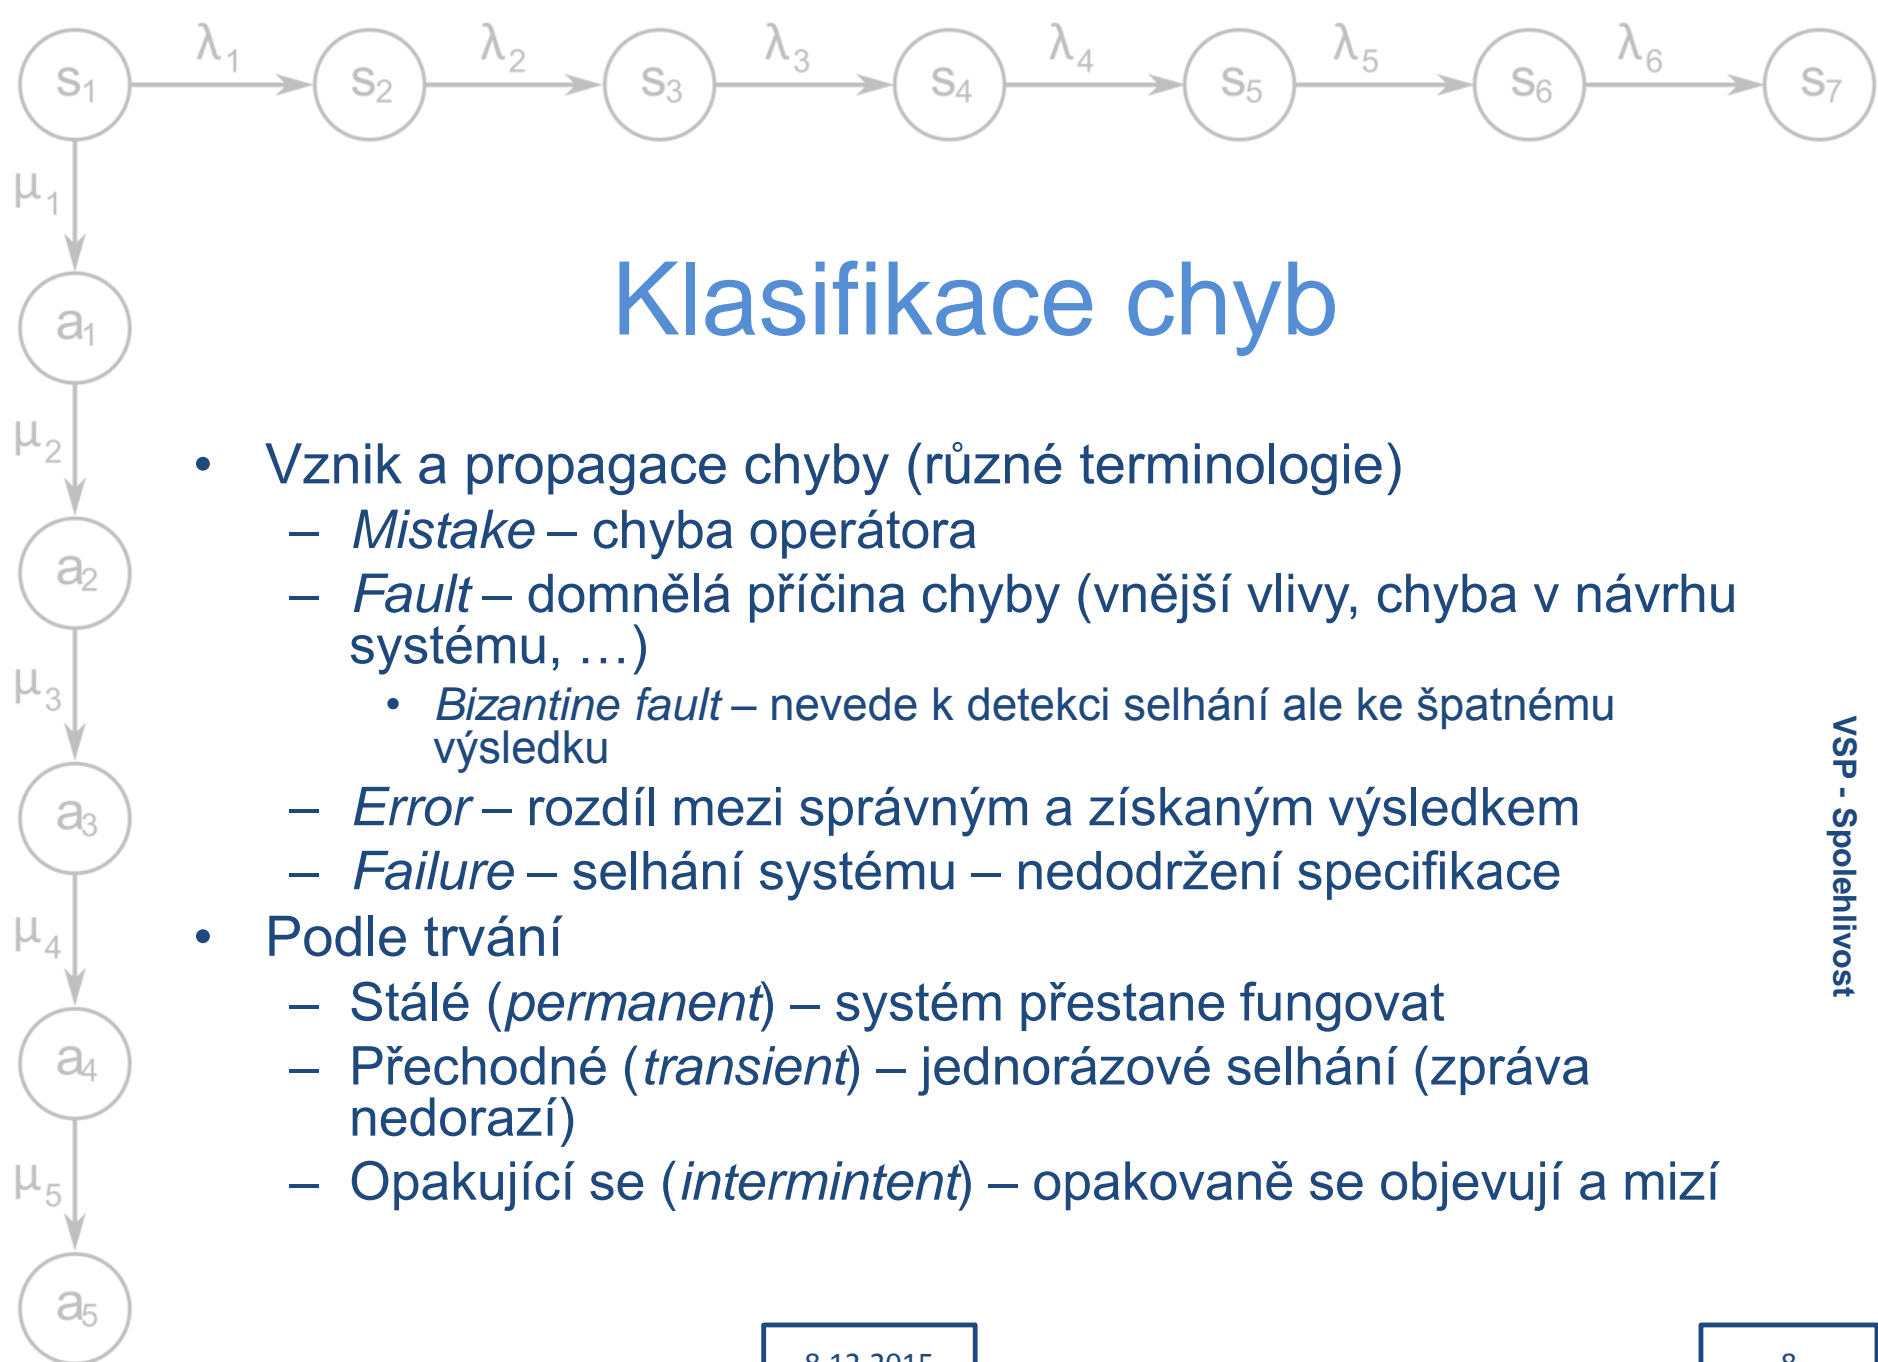 s1 λ1 s2 λ2 s3 λ3 s4 λ4 s5 λ5 s6 λ6 s7
μ1
a1
μ2
a2
μ3
a3
μ4
a4
μ5
a5
Klasifikace chyb
• Vznik a propagace chyby (různé terminologie)
– Mistake – chyba operátora
– Fault – domnělá příčina chyby (vnější vlivy, chyba v návrhu
systému, …)
• Bizantine fault – nevede k detekci selhání ale ke špatnému
výsledku
– Error – rozdíl mezi správným a získaným výsledkem
– Failure – selhání systému – nedodržení specifikace
• Podle trvání
– Stálé (permanent) – systém přestane fungovat
– Přechodné (transient) – jednorázové selhání (zpráva
nedorazí)
– Opakující se (intermintent) – opakovaně se objevují a mizí
VSP - Spolehlivost
8.12.2015
8